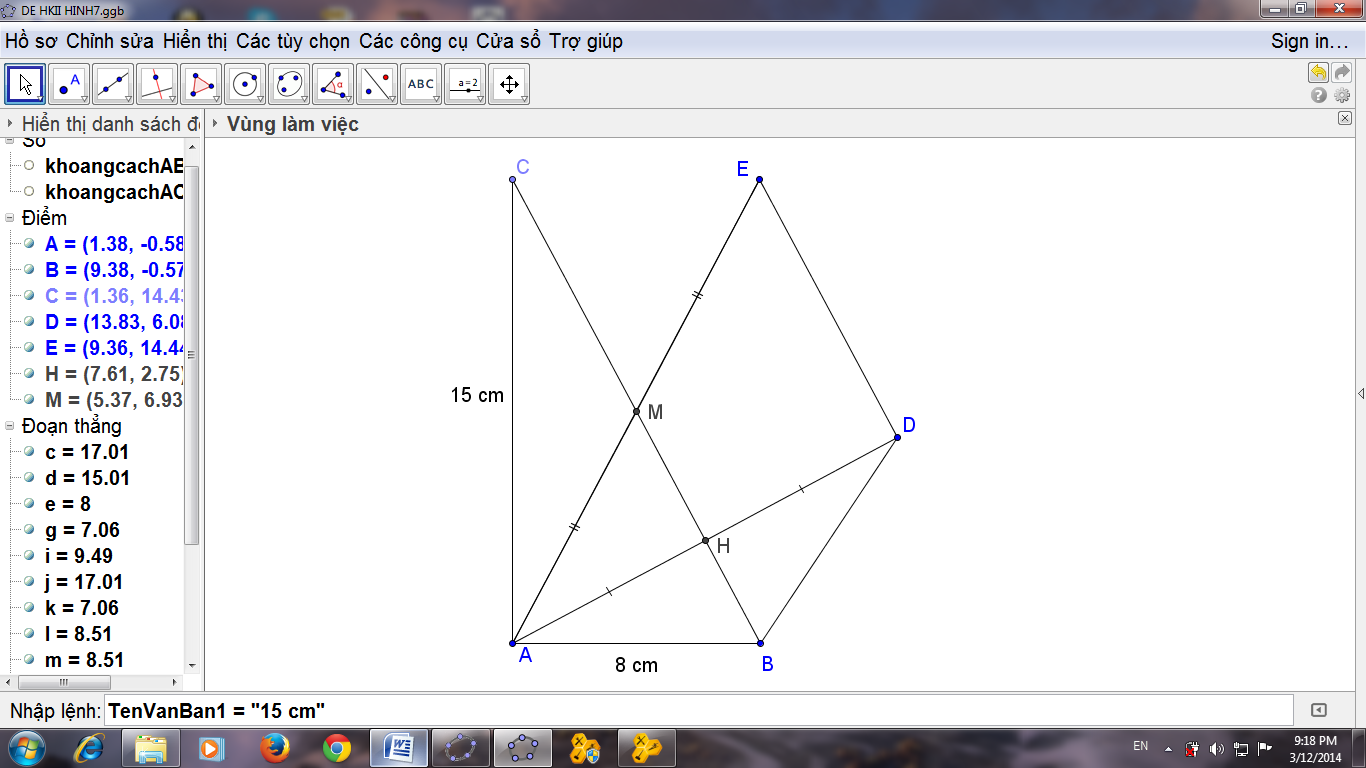 DE HKII HINH7.ggb
Hồ sơ Chỉnh sửa Hiển thị Các tùy chọn Các công cụ Cửa sổ Trợ giúp Sign in…
A ABC a=2 α
Hiển thị danh sách đố
Vùng làm việc
Số
khoangcachAB
khoangcachAC
Điểm
A = (1.38, -0.58
B = (9.38, -0.57
C = (1.36, 14.43
D = (13.83, 6.08
E = (9.36, 14.44
H = (7.61, 2.75)
M = (5.37, 6.93
Đoạn thẳng
c = 17.01
d = 15.01
e = 8
g = 7.06
i = 9.49
j = 17.01
k = 7.06
l = 8.51
m = 8.51
C
E
15 cm
M
D
H
A
8 cm
B
Nhập lệnh: TenVanBan1 = "15 cm"
EN
9:18 PM
3/12/2014